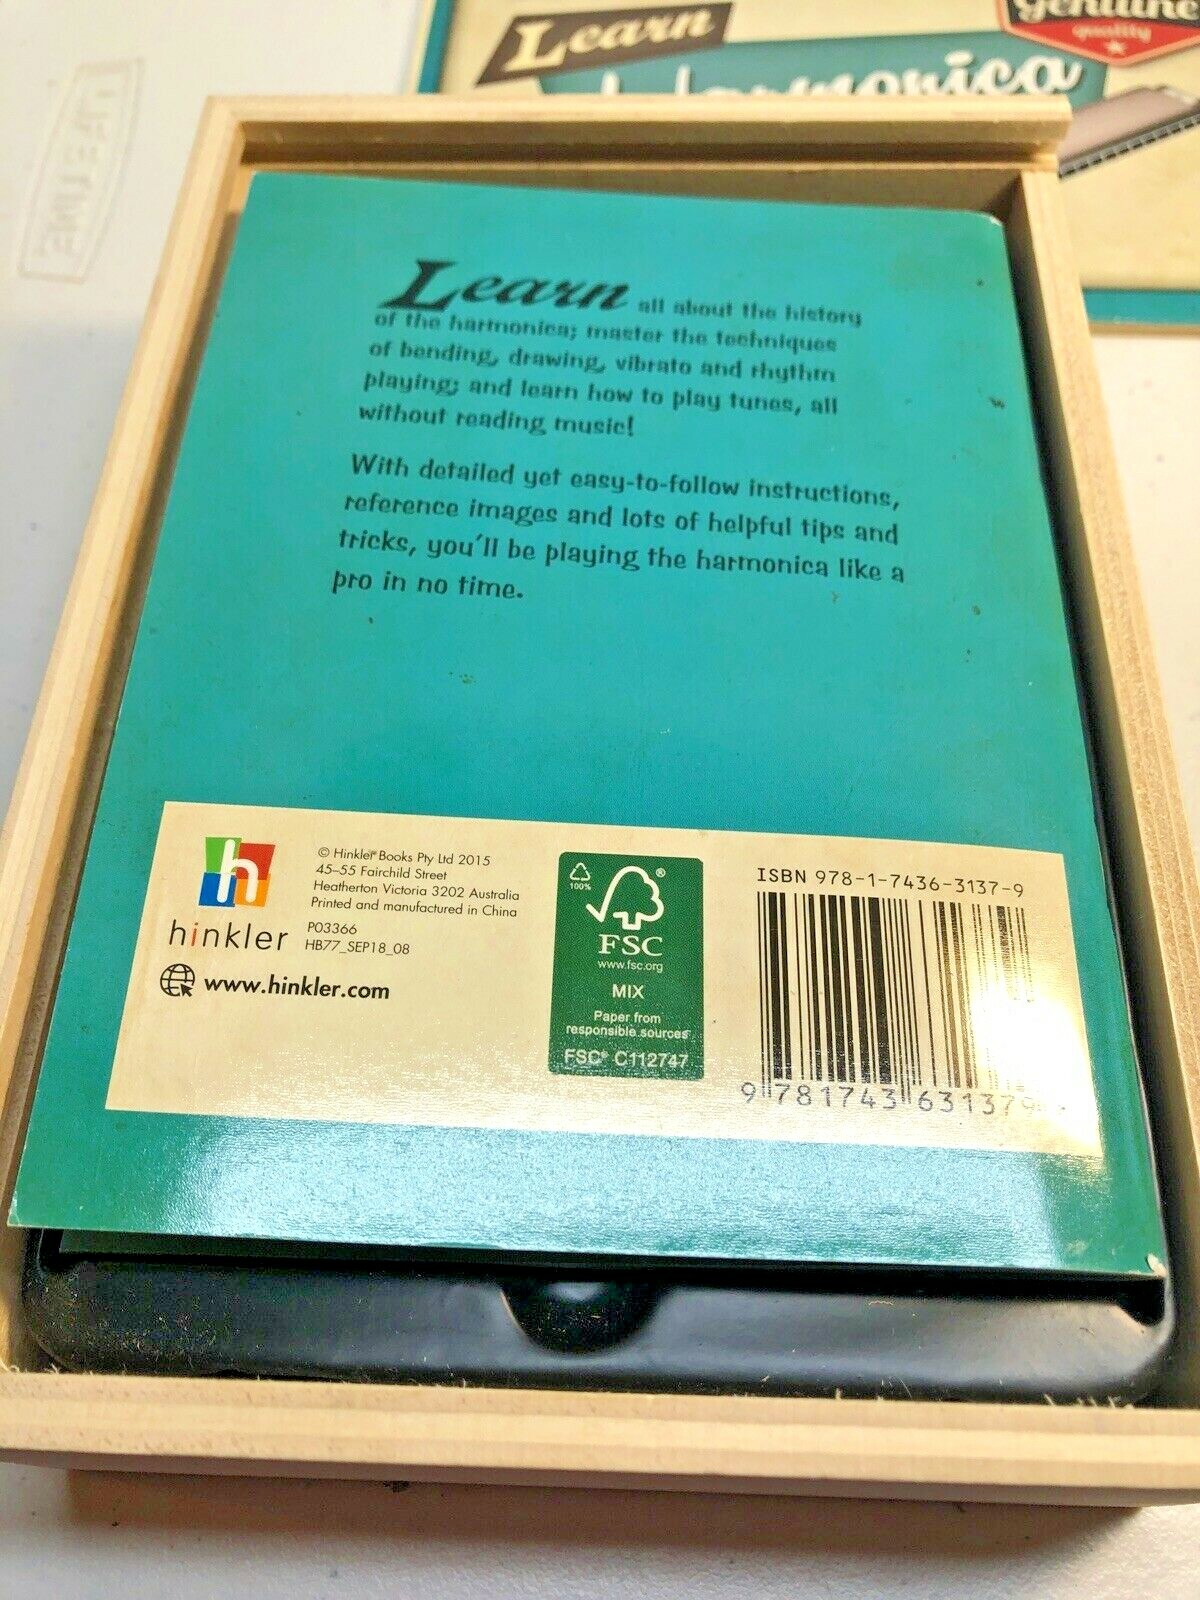 LIFETIME
Learn
Harmonica
genuine
quality
Learn all about the history
of the harmonica; master the techniques
of bending, drawing, vibrato and rhythm
playing; and learn how to play tunes, all
without reading music!
With detailed yet easy-to-follow instructions,
reference images and lots of helpful tips and
tricks, you'll be playing the harmonica like a
pro in no time.
h
hinkler
www.hinkler.com
© Hinkler Books Pty Ltd 2015
45–55 Fairchild Street
Heatherton Victoria 3202 Australia
Printed and manufactured in China
P03366
HB77_SEP18_08
100%
®
FSC
www.fsc.org
MIX
Paper from
responsible sources
FSC® C112747
ISBN 978-1-7436-3137-9
9 781743 631379